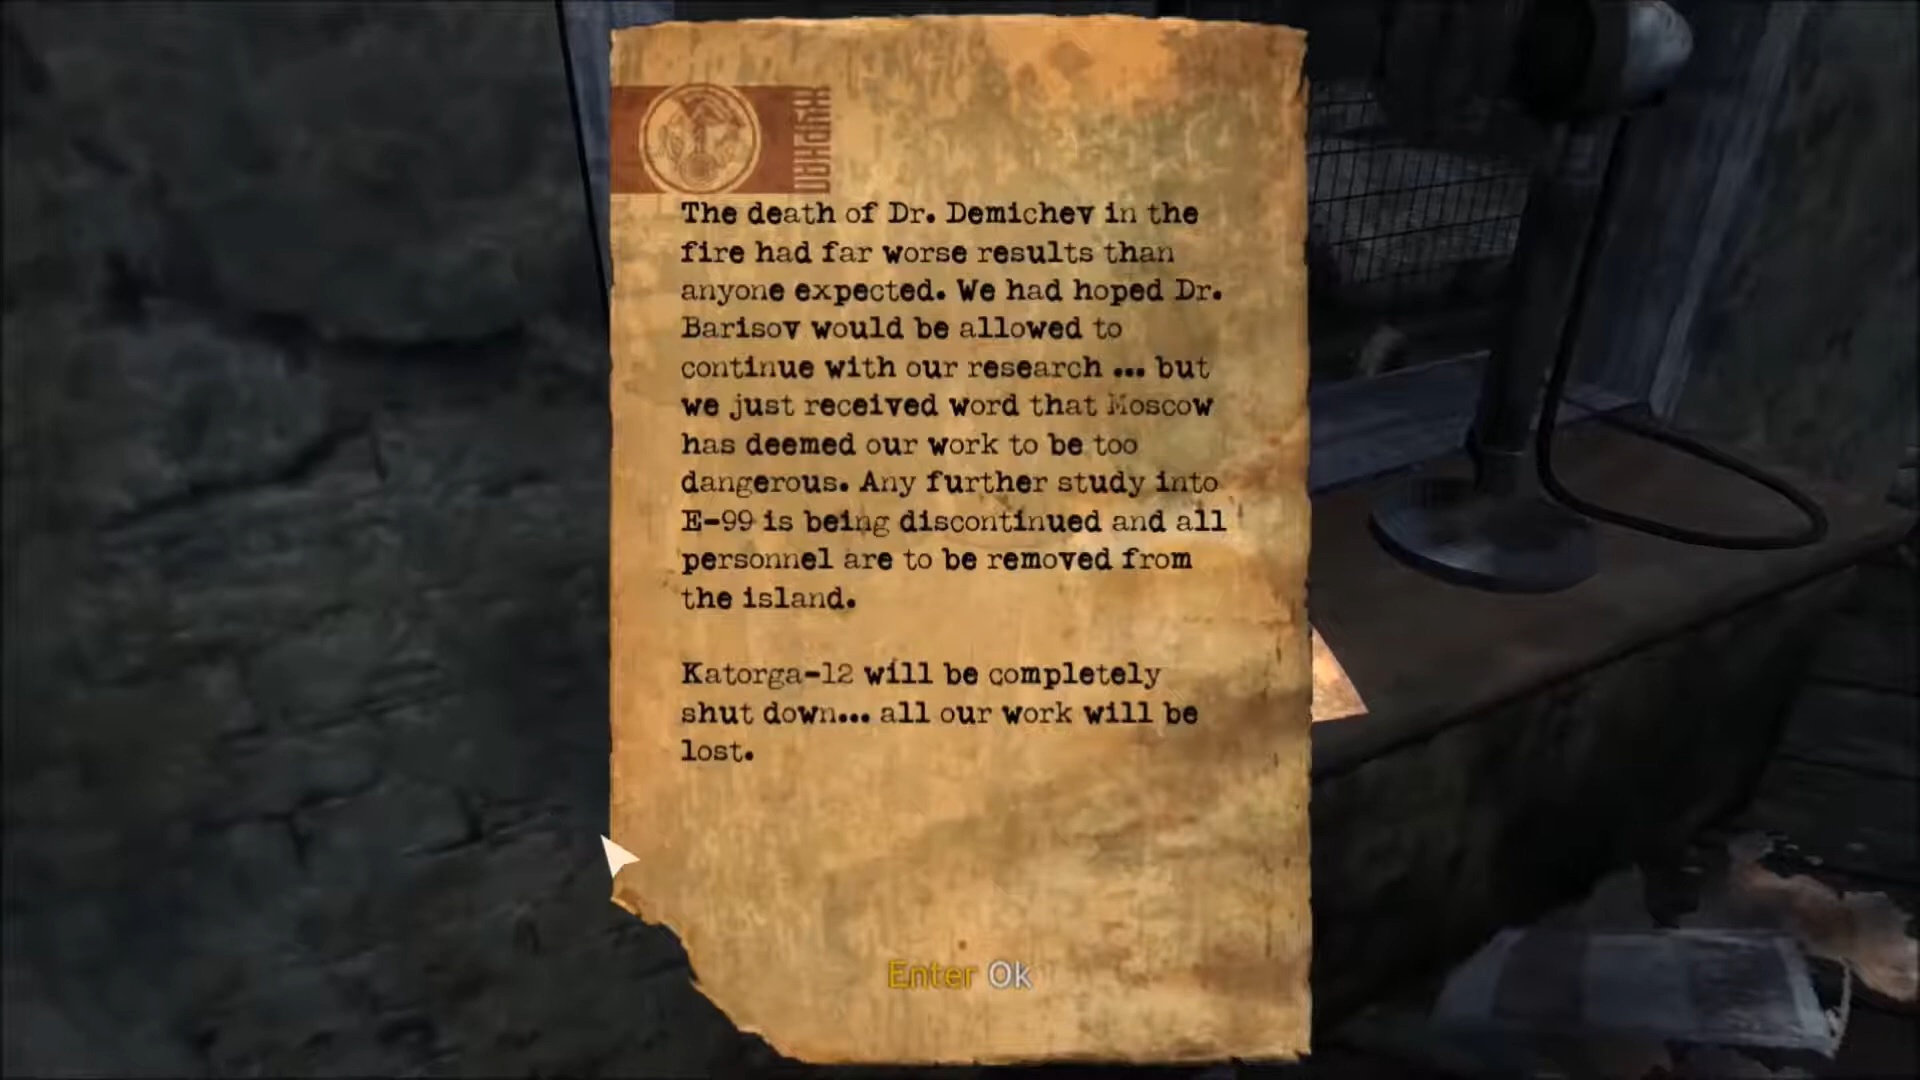 The death of Dr. Demichev in the
fire had far worse results than
anyone expected. We had hoped Dr.
Barisov would be allowed to
continue with our research ... but
we just received word that Moscow
has deemed our work to be too
dangerous. Any further study into
E-99 is being discontinued and all
personnel are to be removed from
the island.
Katorga-12 will be completely
shut down... all our work will be
lost.
Enter Ok